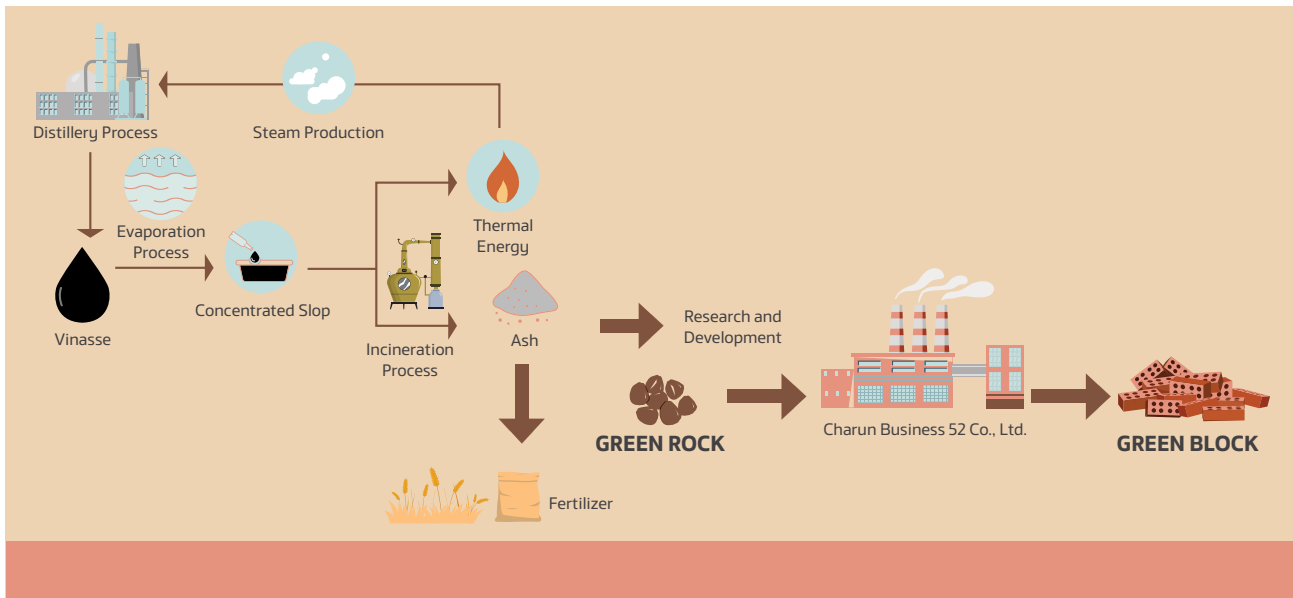 Distillery Process
Steam Production
Evaporation
Process
Thermal
Energy
Concentrated Slop
Vinasse
Incineration
Process
Ash
Research and
Development
GREEN ROCK
Charun Business 52 Co., Ltd.
GREEN BLOCK
Fertilizer